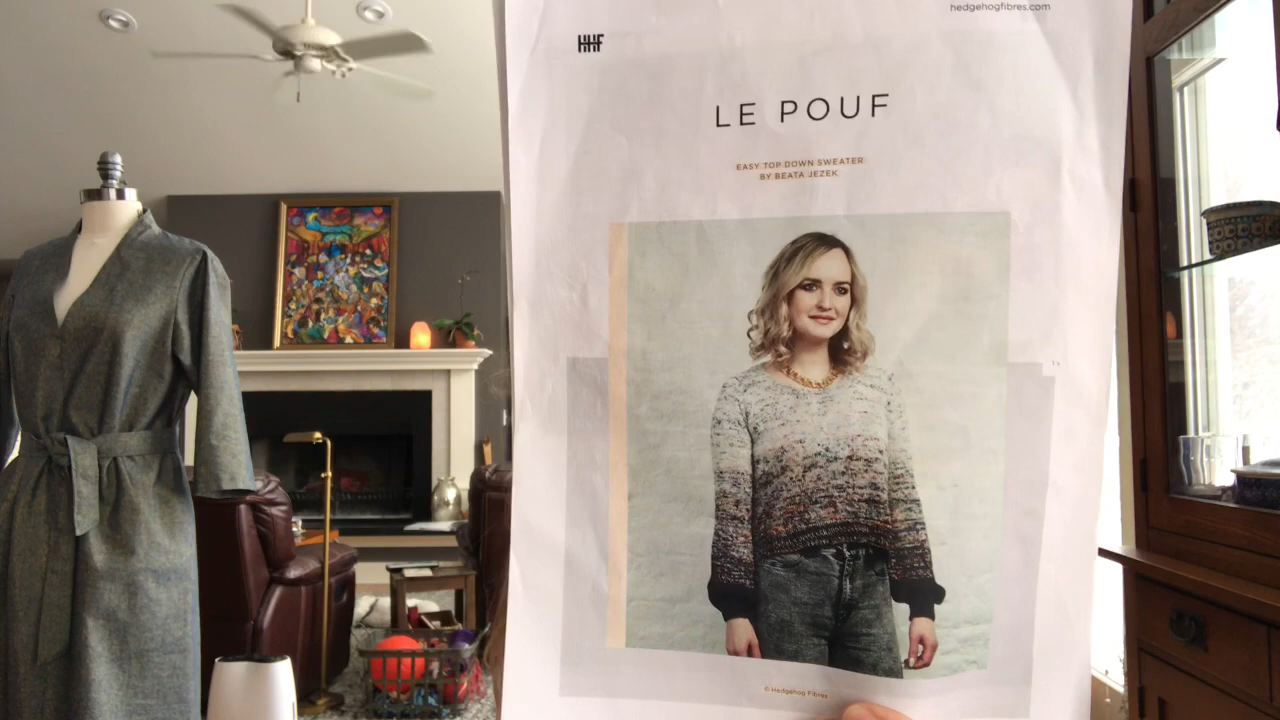 hedgehogfibres.com
HHF
LE POUF
EASY TOP DOWN SWEATER
BY BEATA JEZEK
© Hedgehog Fibres